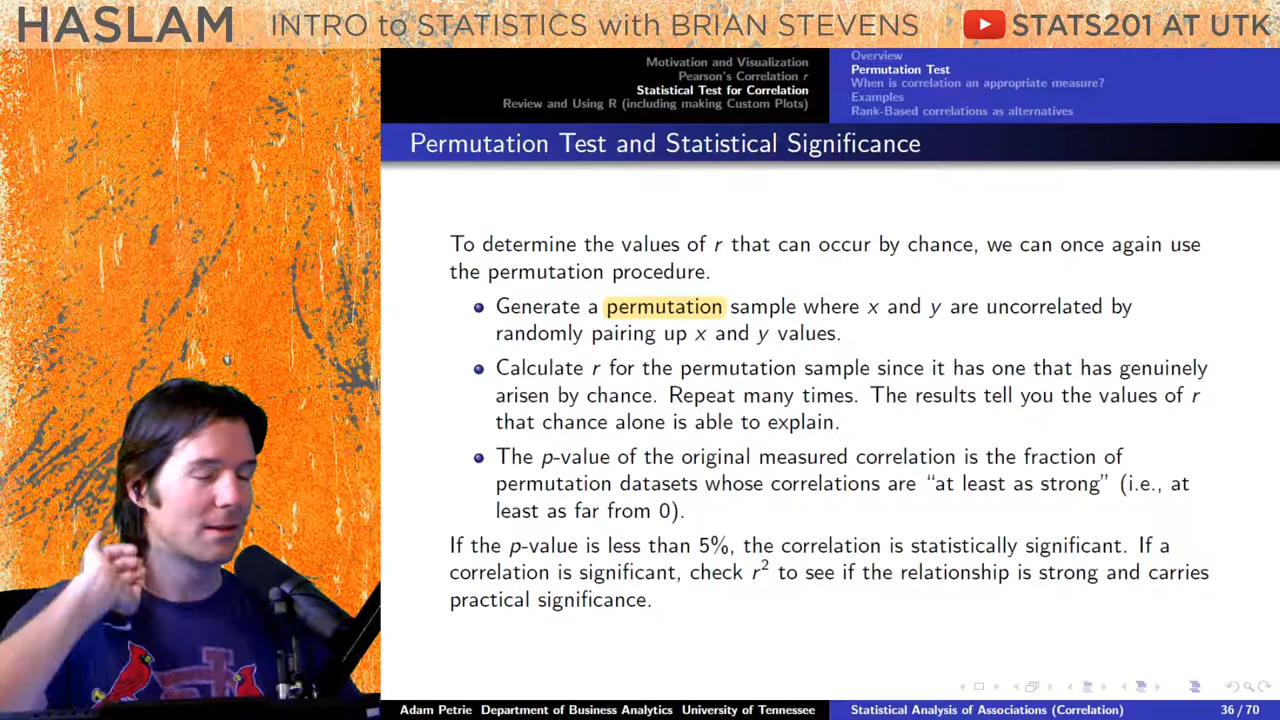 HASLAM INTRO to STATISTICS with BRIAN STEVENS STATS201 AT UTK
Motivation and Visualization
Pearson's Correlation r
Statistical Test for Correlation
Review and Using R (including making Custom Plots)
Overview
Permutation Test
When is correlation an appropriate measure?
Examples
Rank-Based correlations as alternatives
Permutation Test and Statistical Significance
To determine the values of r that can occur by chance, we can once again use
the permutation procedure.
Generate a permutation sample where x and y are uncorrelated by
randomly pairing up x and y values.
Calculate r for the permutation sample since it has one that has genuinely
arisen by chance. Repeat many times. The results tell you the values of r
that chance alone is able to explain.
The p-value of the original measured correlation is the fraction of
permutation datasets whose correlations are “at least as strong” (i.e., at
least as far from 0).
If the p-value is less than 5%, the correlation is statistically significant. If a
correlation is significant, check r² to see if the relationship is strong and carries
practical significance.
Adam Petrie Department of Business Analytics University of Tennessee Statistical Analysis of Associations (Correlation) 36 / 70